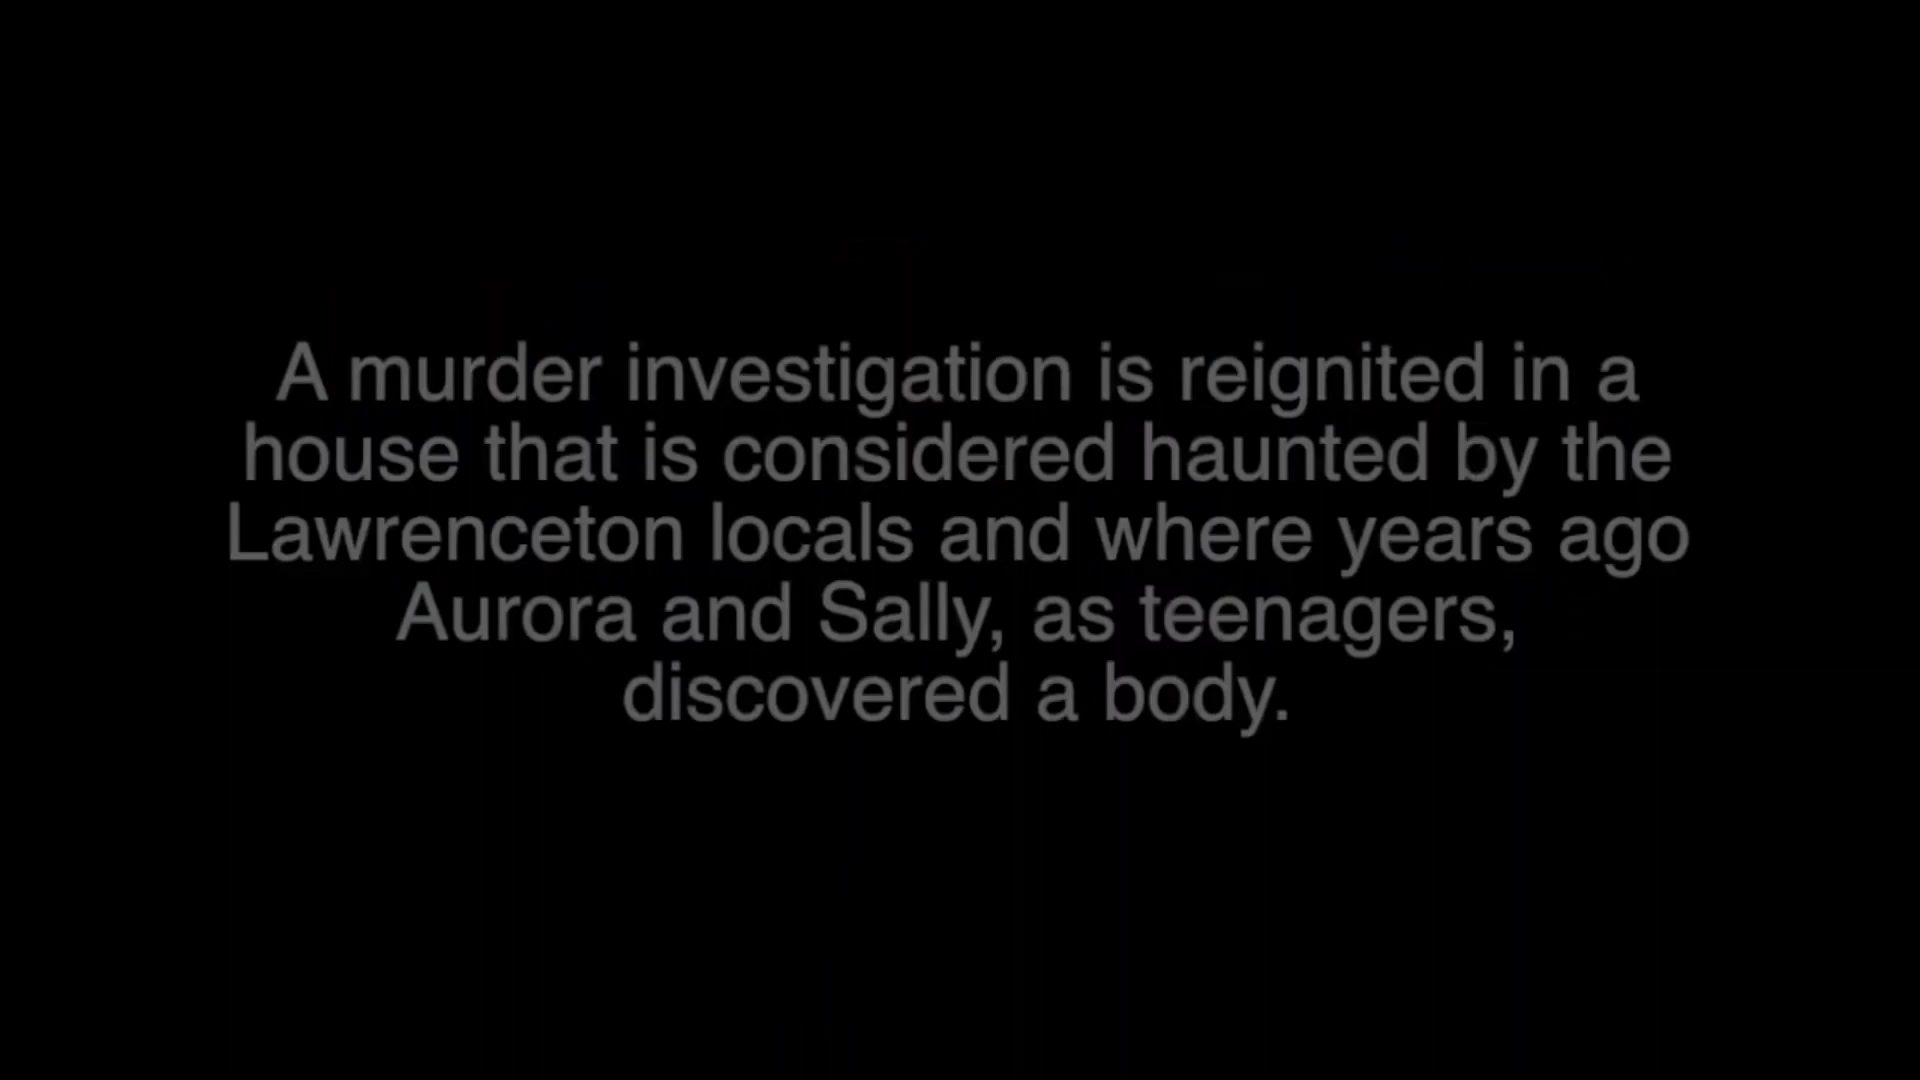 A murder investigation is reignited in a
house that is considered haunted by the
Lawrenceton locals and where years ago
Aurora and Sally, as teenagers,
discovered a body.